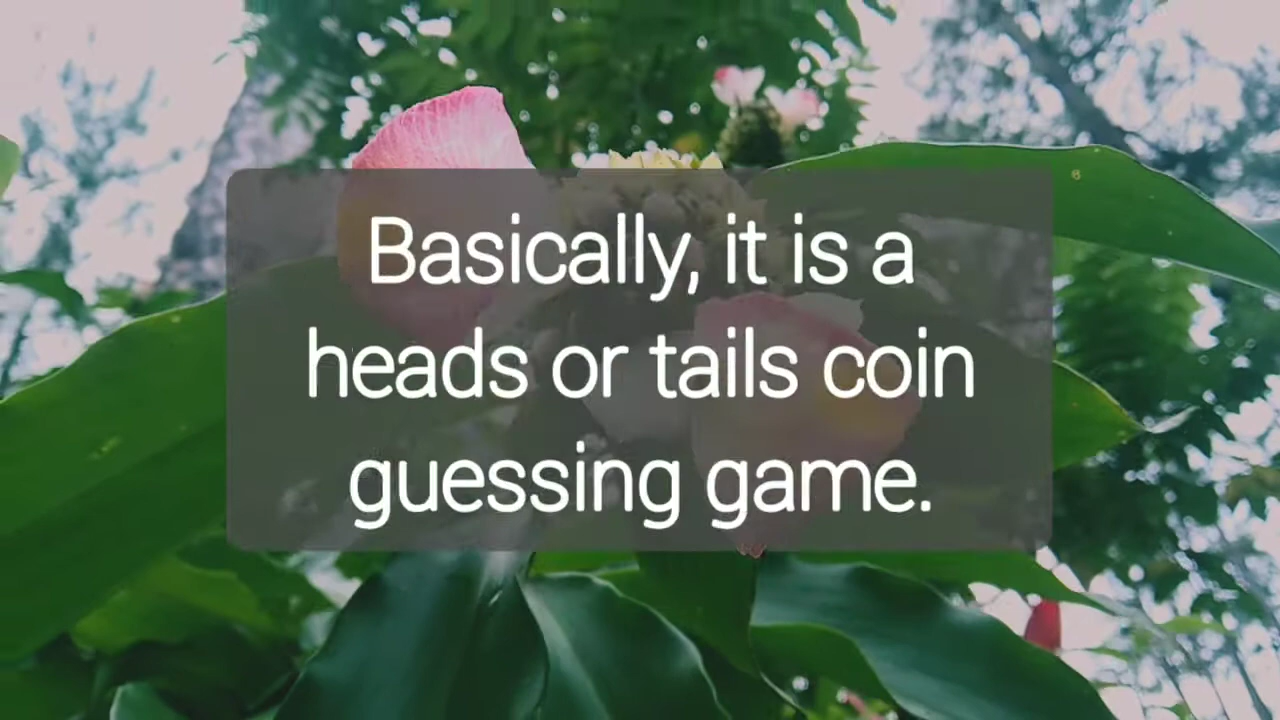 Basically, it is a
heads or tails coin
guessing game.